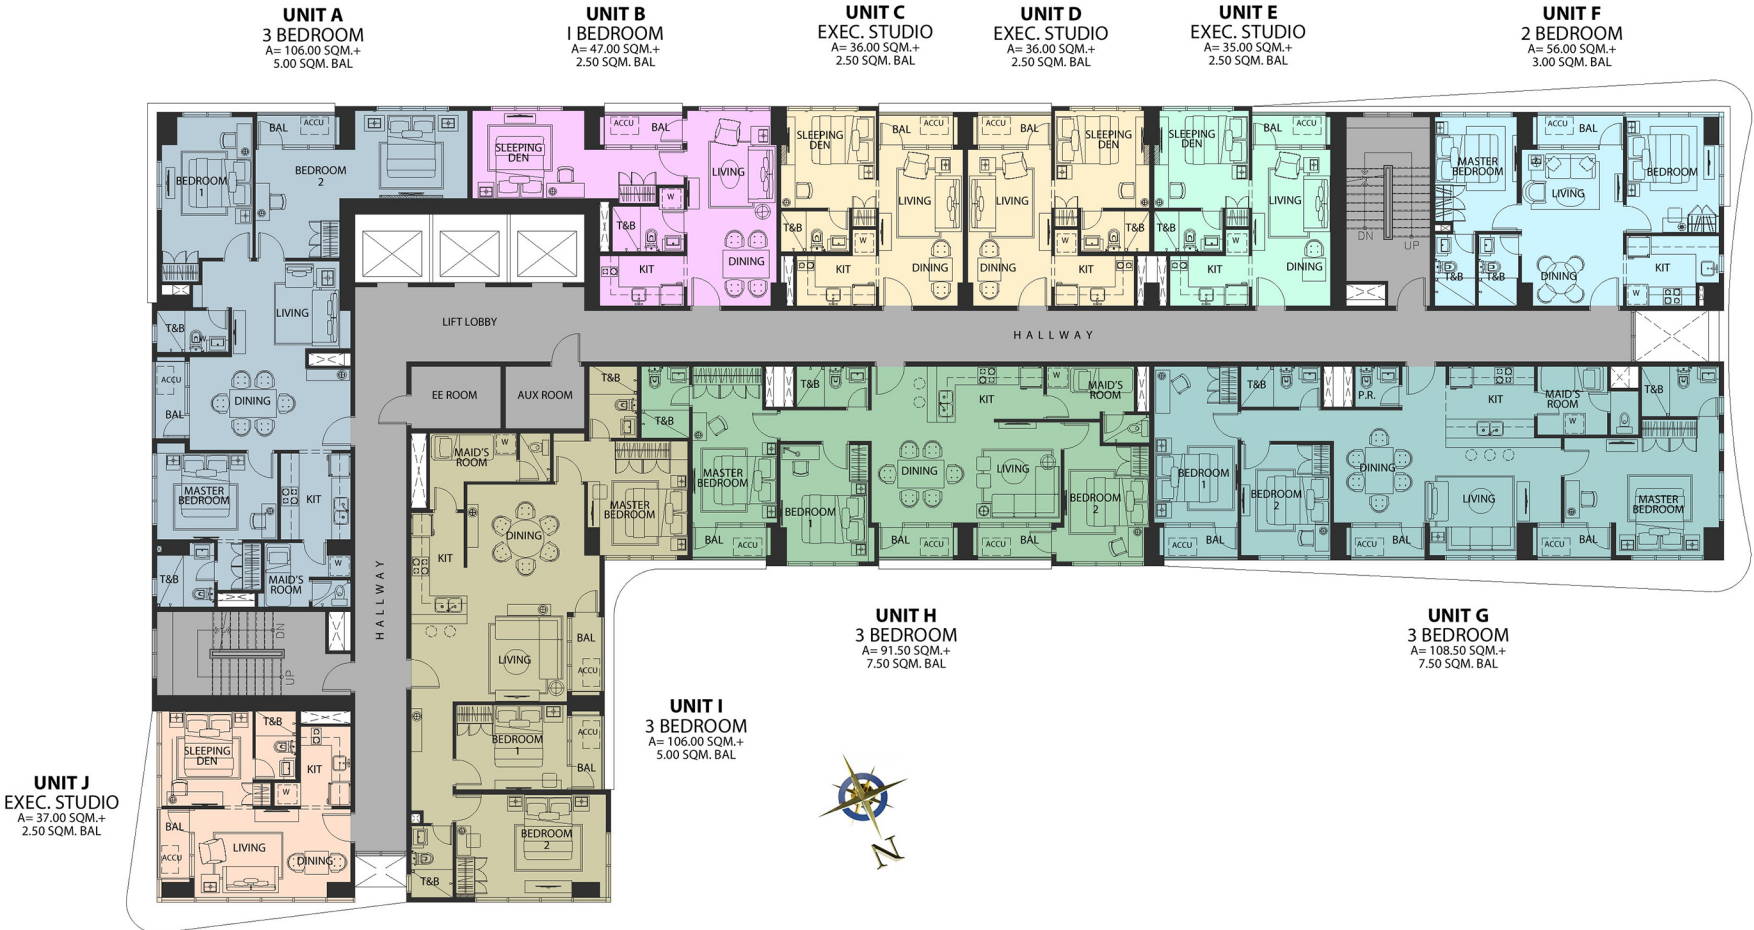 UNIT A
3 BEDROOM
A= 106.00 SQM.+
5.00 SQM. BAL
UNIT B
I BEDROOM
A= 47.00 SQM.+
2.50 SQM. BAL
UNIT C
EXEC. STUDIO
A= 36.00 SQM.+
2.50 SQM. BAL
UNIT D
EXEC. STUDIO
A= 36.00 SQM.+
2.50 SQM. BAL
UNIT E
EXEC. STUDIO
A= 35.00 SQM.+
2.50 SQM. BAL
UNIT F
2 BEDROOM
A= 56.00 SQM.+
3.00 SQM. BAL
BEDROOM
1
BAL
ACCU
BEDROOM
2
LIVING
T&B
W
ACCU
BAL
DINING
MASTER
BEDROOM
KIT
T&B
MAID'S
ROOM
W
SLEEPING
DEN
ACCU
BAL
LIVING
W
T&B
KIT
DINING
SLEEPING
DEN
BAL
ACCU
LIVING
T&B
W
KIT
DINING
ACCU
BAL
SLEEPING
DEN
LIVING
W
T&B
DINING
KIT
SLEEPING
DEN
BAL
ACCU
LIVING
T&B
W
KIT
DINING
DN
UP
MASTER
BEDROOM
ACCU
BAL
LIVING
BEDROOM
T&B
T&B
DINING
KIT
W
LIFT LOBBY
HALLWAY
EE ROOM
AUX ROOM
HALLWAY
T&B
MAID'S
ROOM
W
MASTER
BEDROOM
DINING
KIT
LIVING
BAL
ACCU
BEDROOM
1
ACCU
BAL
BEDROOM
2
T&B
T&B
MASTER
BEDROOM
BAL
ACCU
T&B
BEDROOM
1
KIT
W
MAID'S
ROOM
DINING
LIVING
BAL
ACCU
ACCU
BAL
BEDROOM
2
T&B
P.R.
KIT
MAID'S
ROOM
W
T&B
BEDROOM
1
BEDROOM
2
DINING
LIVING
MASTER
BEDROOM
ACCU
BAL
ACCU
BAL
ACCU
BAL
DN
UP
SLEEPING
DEN
T&B
KIT
W
BAL
ACCU
LIVING
DINING
UNIT H
3 BEDROOM
A= 91.50 SQM.+
7.50 SQM. BAL
UNIT G
3 BEDROOM
A= 108.50 SQM.+
7.50 SQM. BAL
UNIT I
3 BEDROOM
A= 106.00 SQM.+
5.00 SQM. BAL
UNIT J
EXEC. STUDIO
A= 37.00 SQM.+
2.50 SQM. BAL
N